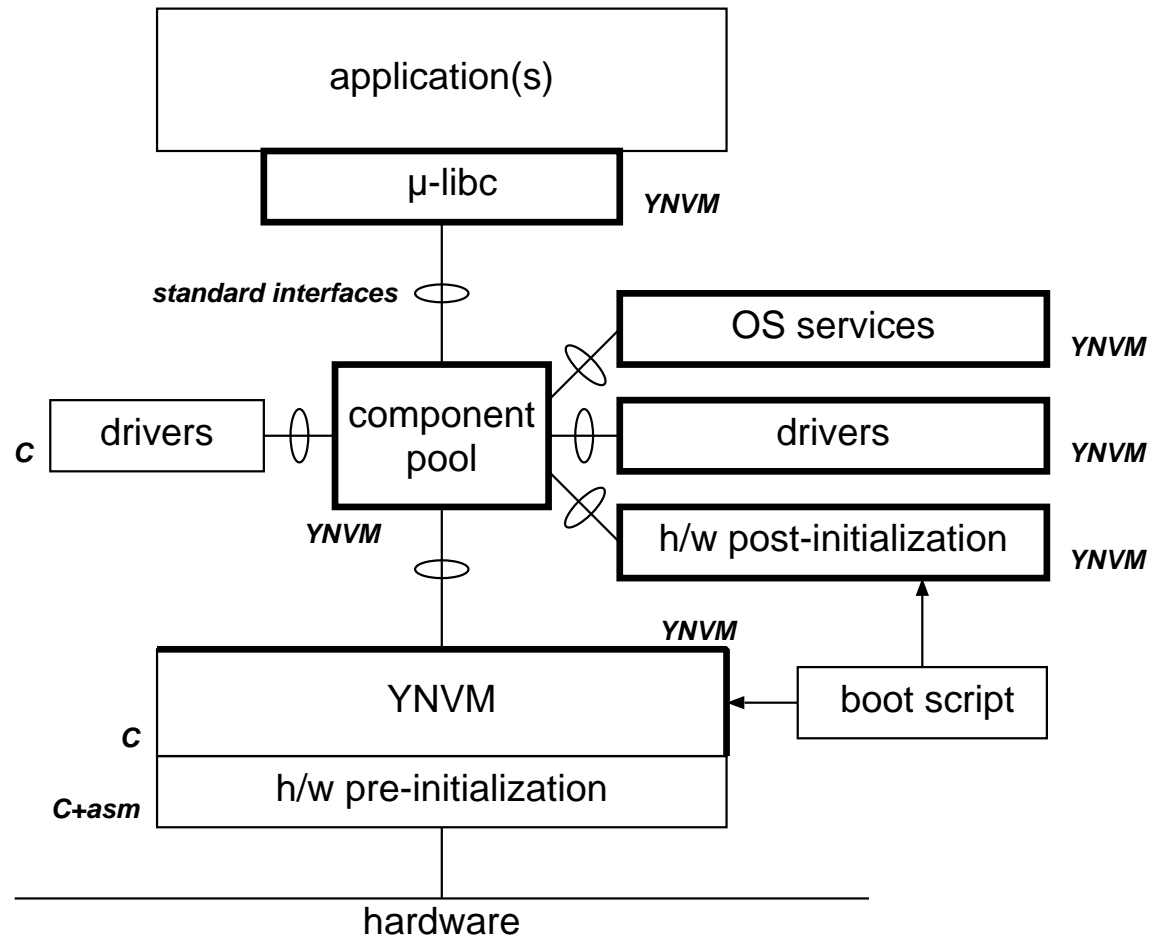 application(s)
µ-libc
YNVM
standard interfaces
OS services
YNVM
drivers
C
component
pool
YNVM
drivers
YNVM
h/w post-initialization
YNVM
YNVM
YNVM
C
boot script
h/w pre-initialization
C+asm
hardware